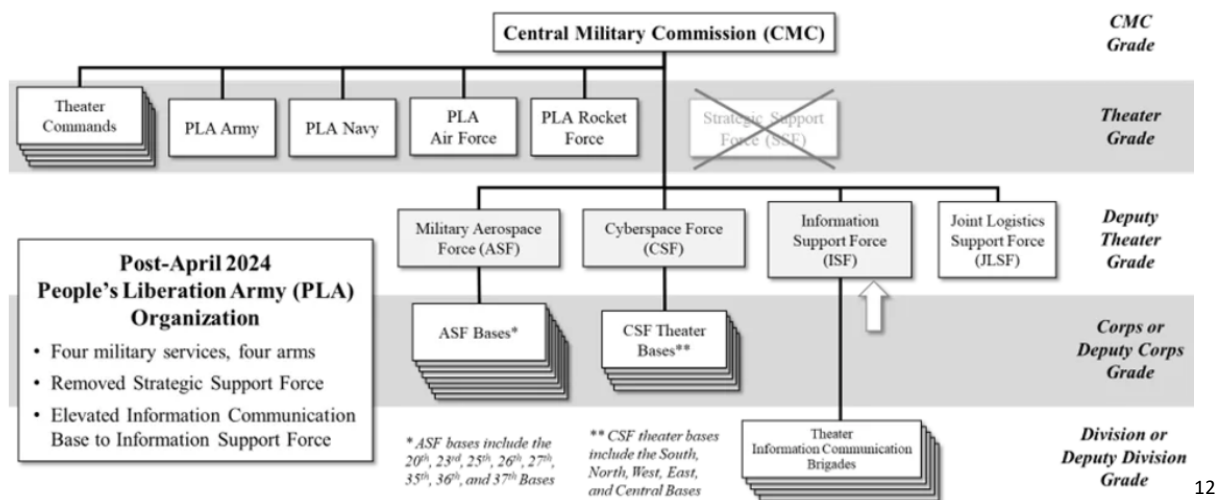 Central Military Commission (CMC)
CMC
Grade
Theater
Commands
PLA Army
PLA Navy
PLA
Air Force
PLA Rocket
Force
Strategic Support
Force (SSF)
Theater
Grade
Military Aerospace
Force (ASF)
Cyberspace Force
(CSF)
Information
Support Force
(ISF)
Joint Logistics
Support Force
(JLSF)
Deputy
Theater
Grade
Post-April 2024
People's Liberation Army (PLA)
Organization
• Four military services, four arms
• Removed Strategic Support Force
• Elevated Information Communication
Base to Information Support Force
ASF Bases*
CSF Theater
Bases**
Corps or
Deputy Corps
Grade
* ASF bases include the
20th, 23rd, 25th, 26th, 27th,
35th, 36th, and 37th Bases
** CSF theater bases
include the South,
North, West, East,
and Central Bases
Theater
Information Communication
Brigades
Division or
Deputy Division
Grade
12